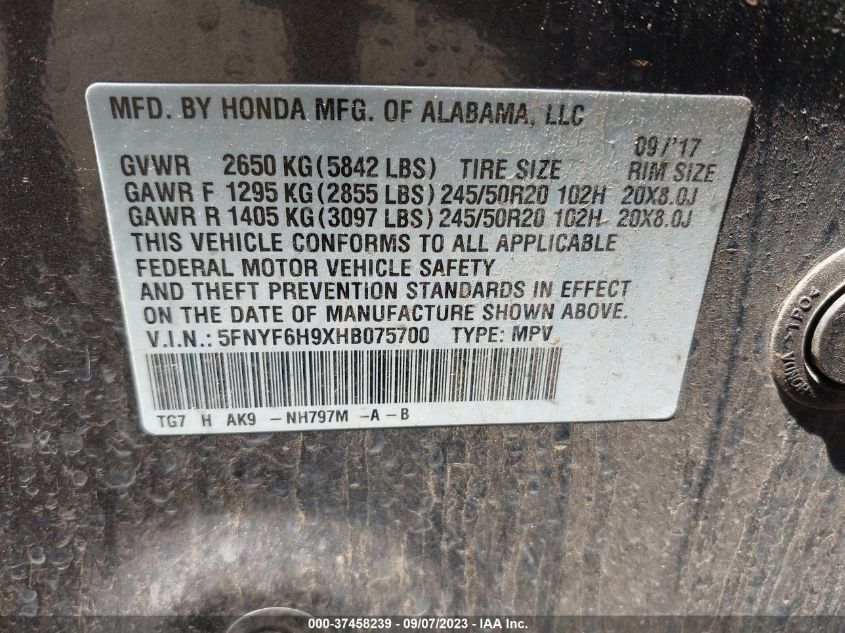 MFD. BY HONDA MFG. OF ALABAMA, LLC
09/'17
GVWR 2650 KG (5842 LBS) TIRE SIZE RIM SIZE
GAWR F 1295 KG (2855 LBS) 245/50R20 102H 20X8.0J
GAWR R 1405 KG (3097 LBS) 245/50R20 102H 20X8.0J
THIS VEHICLE CONFORMS TO ALL APPLICABLE
FEDERAL MOTOR VEHICLE SAFETY
AND THEFT PREVENTION STANDARDS IN EFFECT
ON THE DATE OF MANUFACTURE SHOWN ABOVE.
V.I.N.: 5FNYF6H9XHB075700 TYPE: MPV
TG7 H AK9 -NH797M -A -B
000-37458239 - 09/07/2023 - IAA Inc.